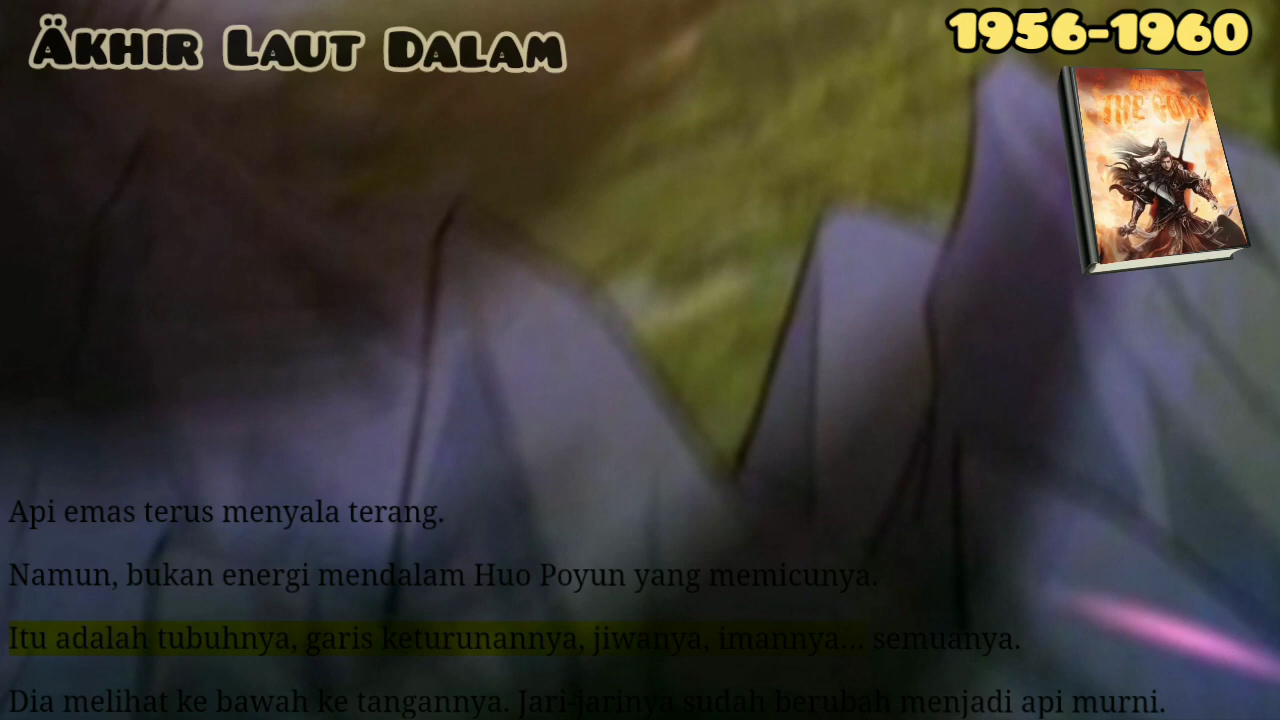 Äkhir Laut Dalam
1956-1960
THE GODS
Api emas terus menyala terang.
Namun, bukan energi mendalam Huo Poyun yang memicunya.
Itu adalah tubuhnya, garis keturunannya, jiwanya, imannya... semuanya.
Dia melihat ke bawah ke tangannya. Jari-jarinya sudah berubah menjadi api murni.